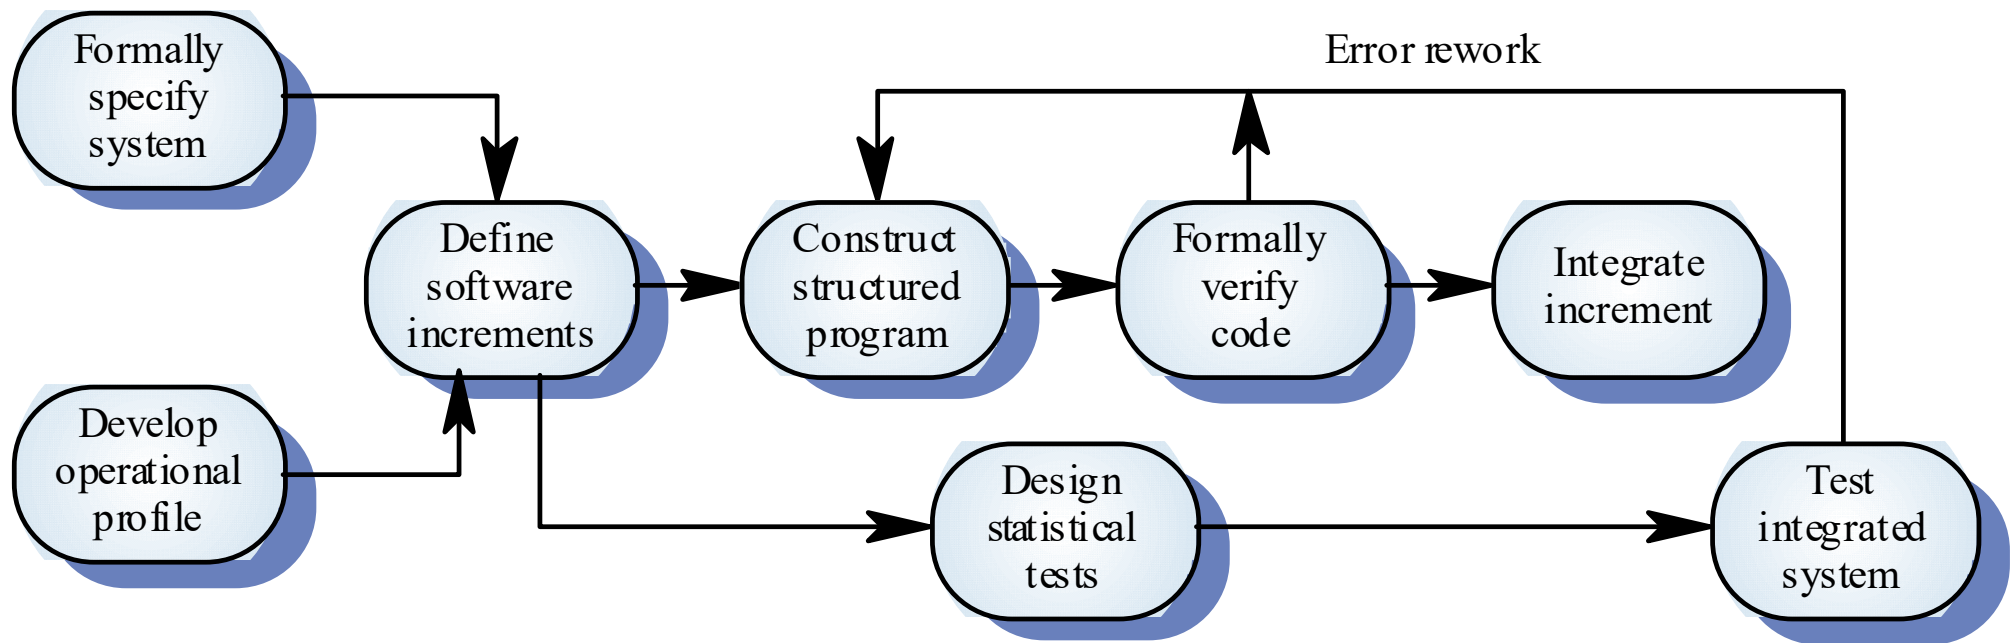 Formally
specify
system
Error rework
Define
software
increments
Construct
structured
program
Formally
verify
code
Integrate
increment
Develop
operational
profile
Design
statistical
tests
Test
integrated
system